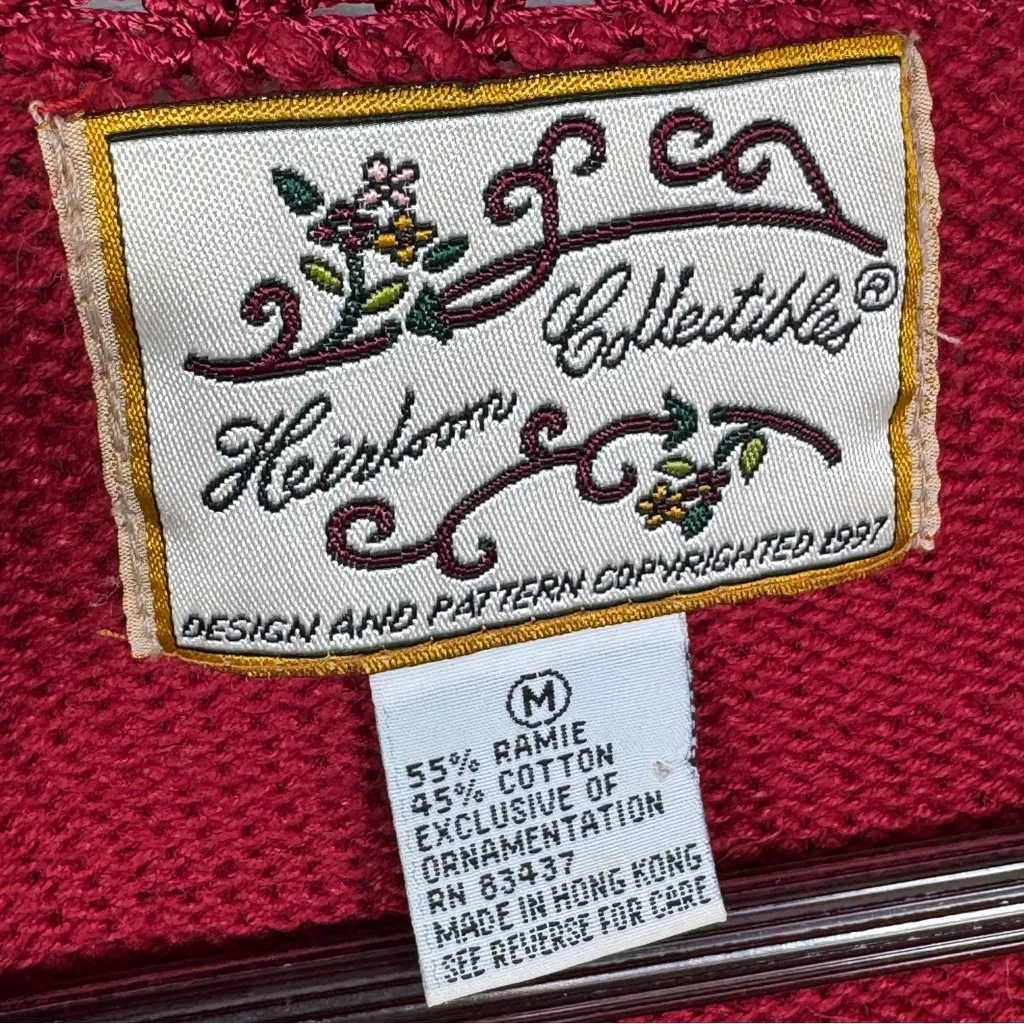 Heirloom Collectibles®
DESIGN AND PATTERN COPYRIGHTED 1997
M
55% RAMIE
45% COTTON
EXCLUSIVE OF
ORNAMENTATION
RN 83437
MADE IN HONG KONG
SEE REVERSE FOR CARE